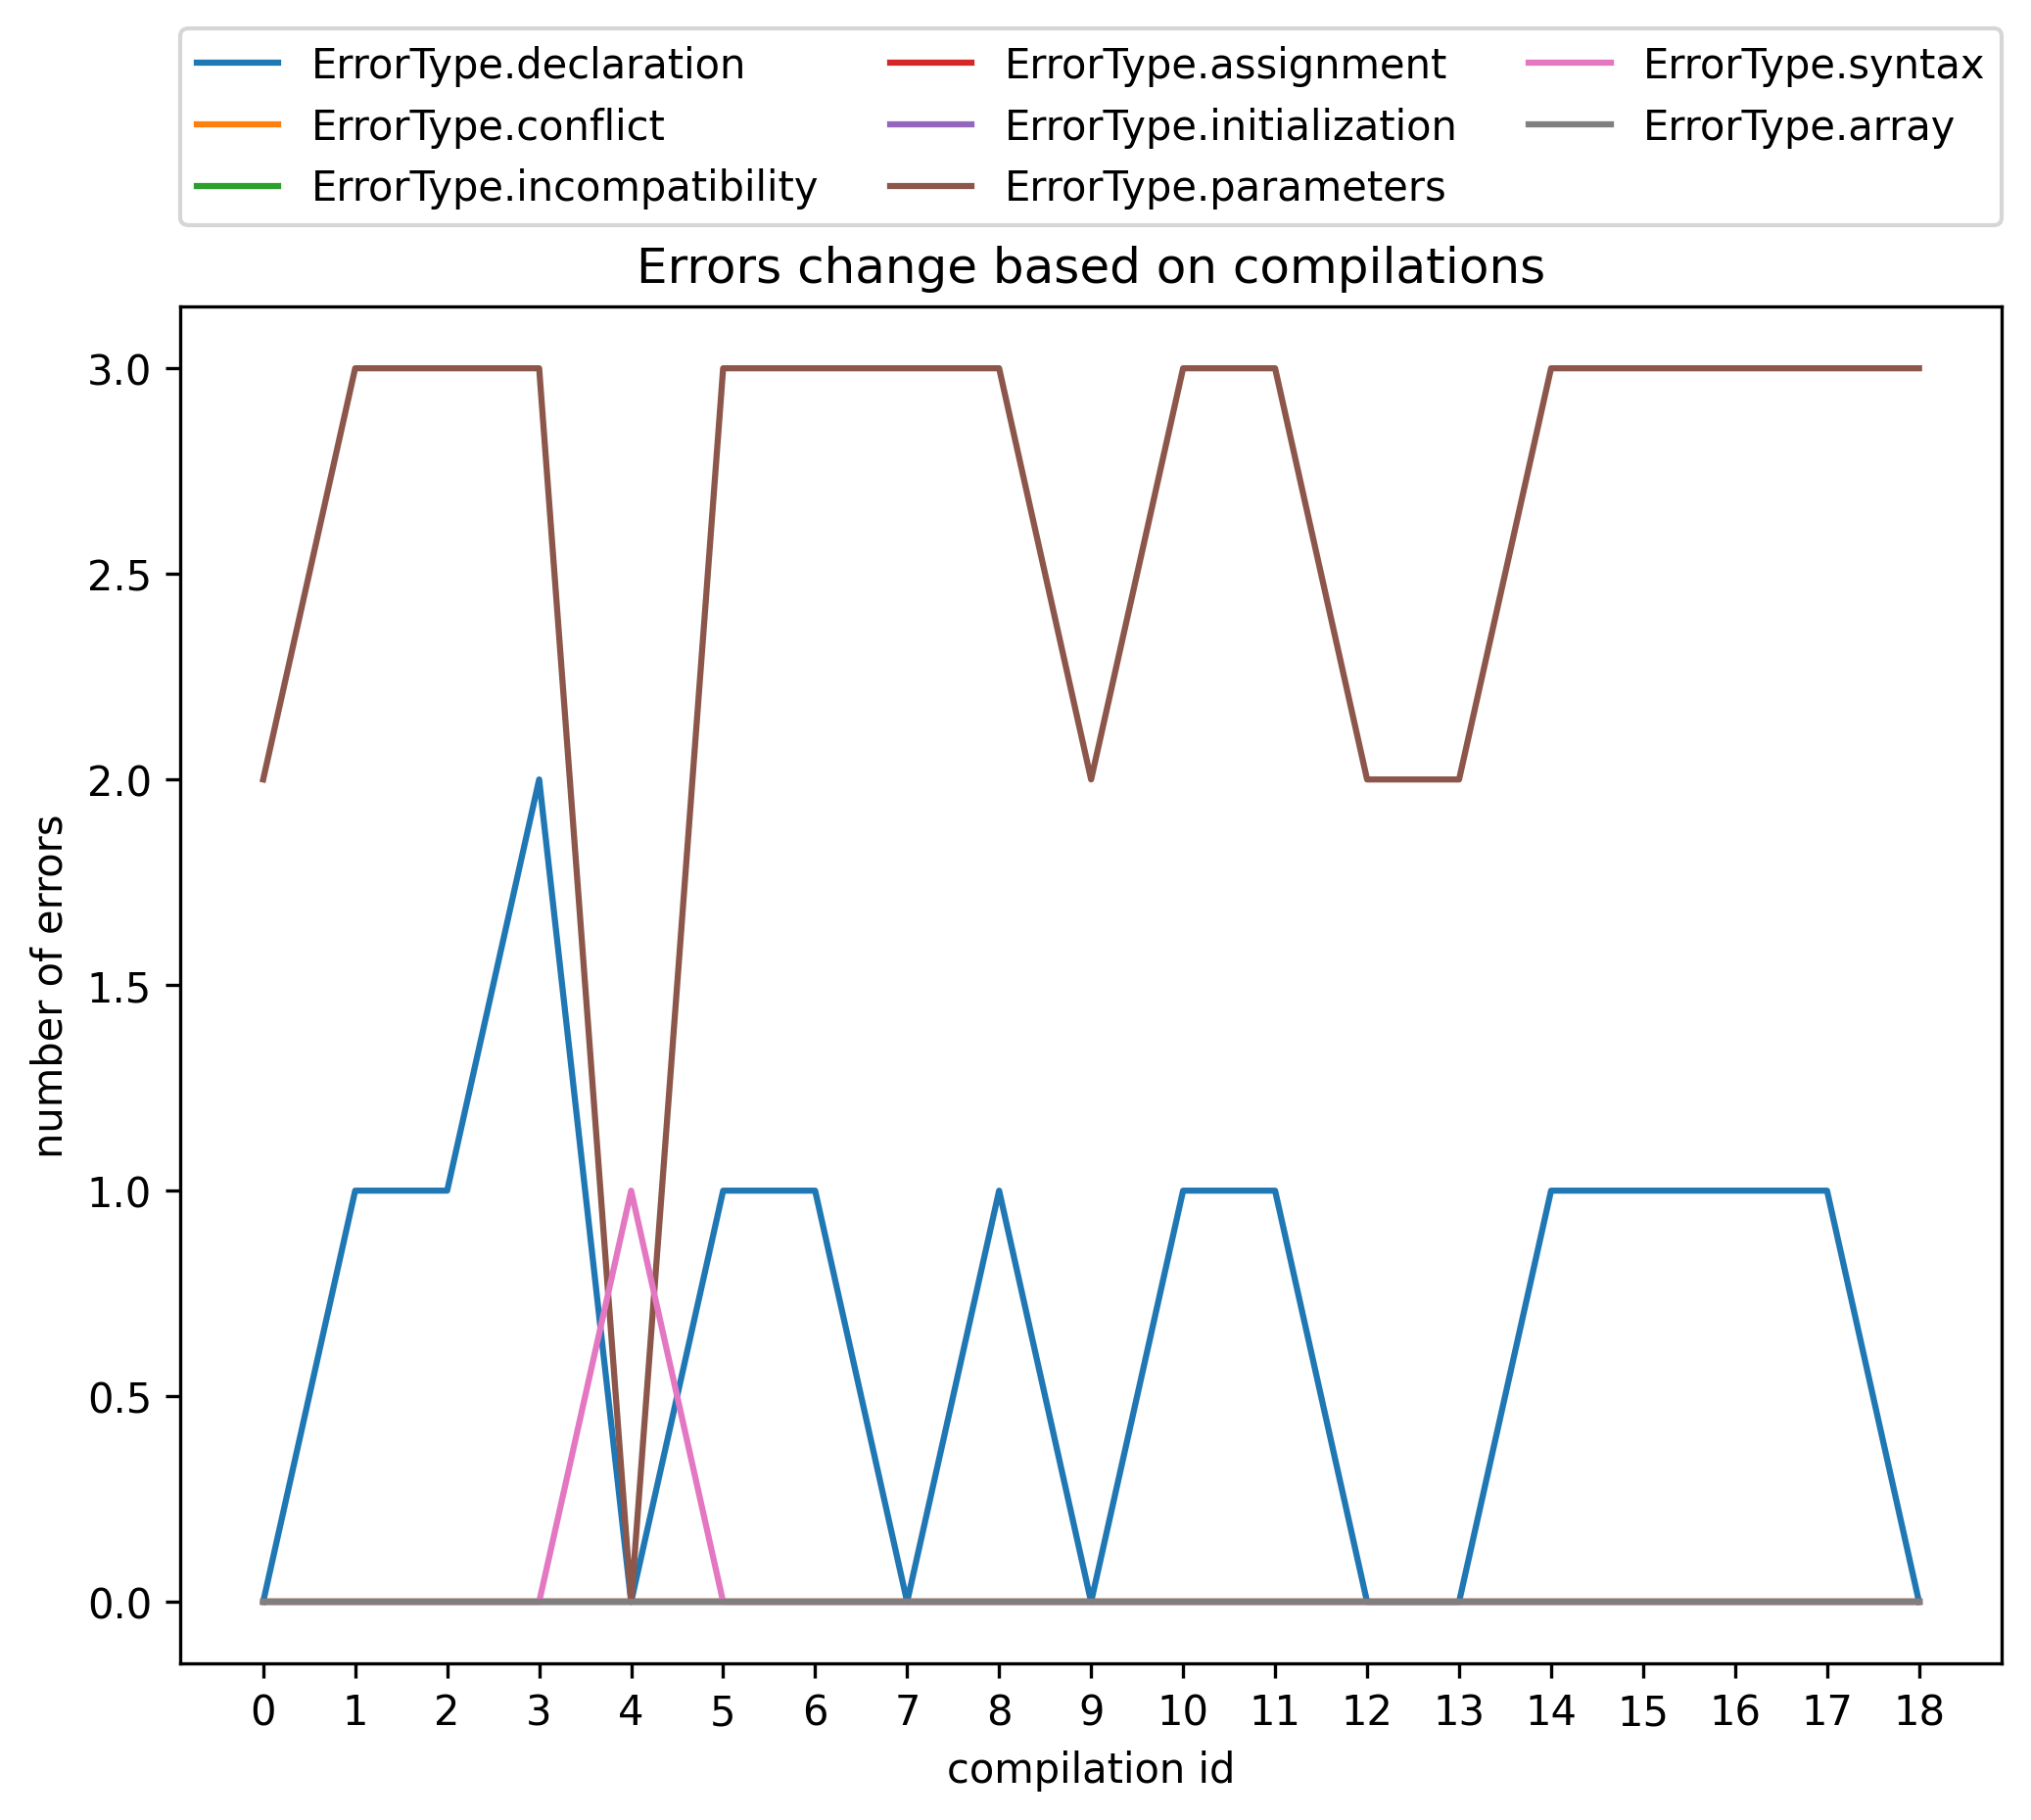 ErrorType.declaration
ErrorType.conflict
ErrorType.incompatibility
ErrorType.assignment
ErrorType.initialization
ErrorType.parameters
ErrorType.syntax
ErrorType.array
Errors change based on compilations
3.0
2.5
2.0
1.5
1.0
0.5
0.0
number of errors
0 1 2 3 4 5 6 7 8 9 10 11 12 13 14 15 16 17 18
compilation id